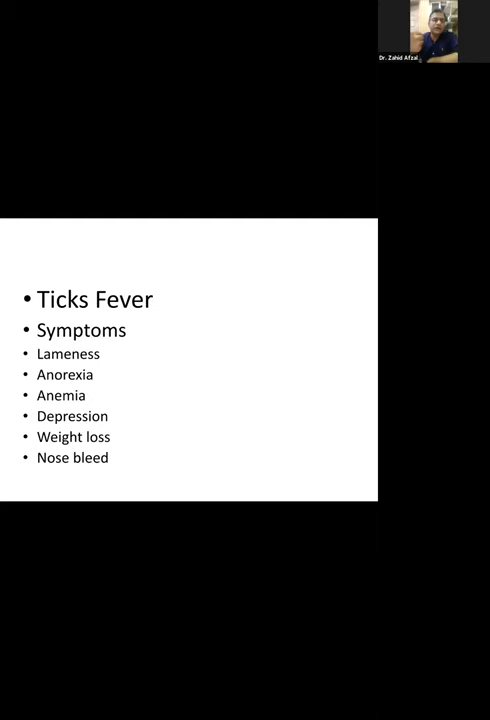 Dr. Zahid Afzal
• Ticks Fever
• Symptoms
• Lameness
• Anorexia
• Anemia
• Depression
• Weight loss
• Nose bleed